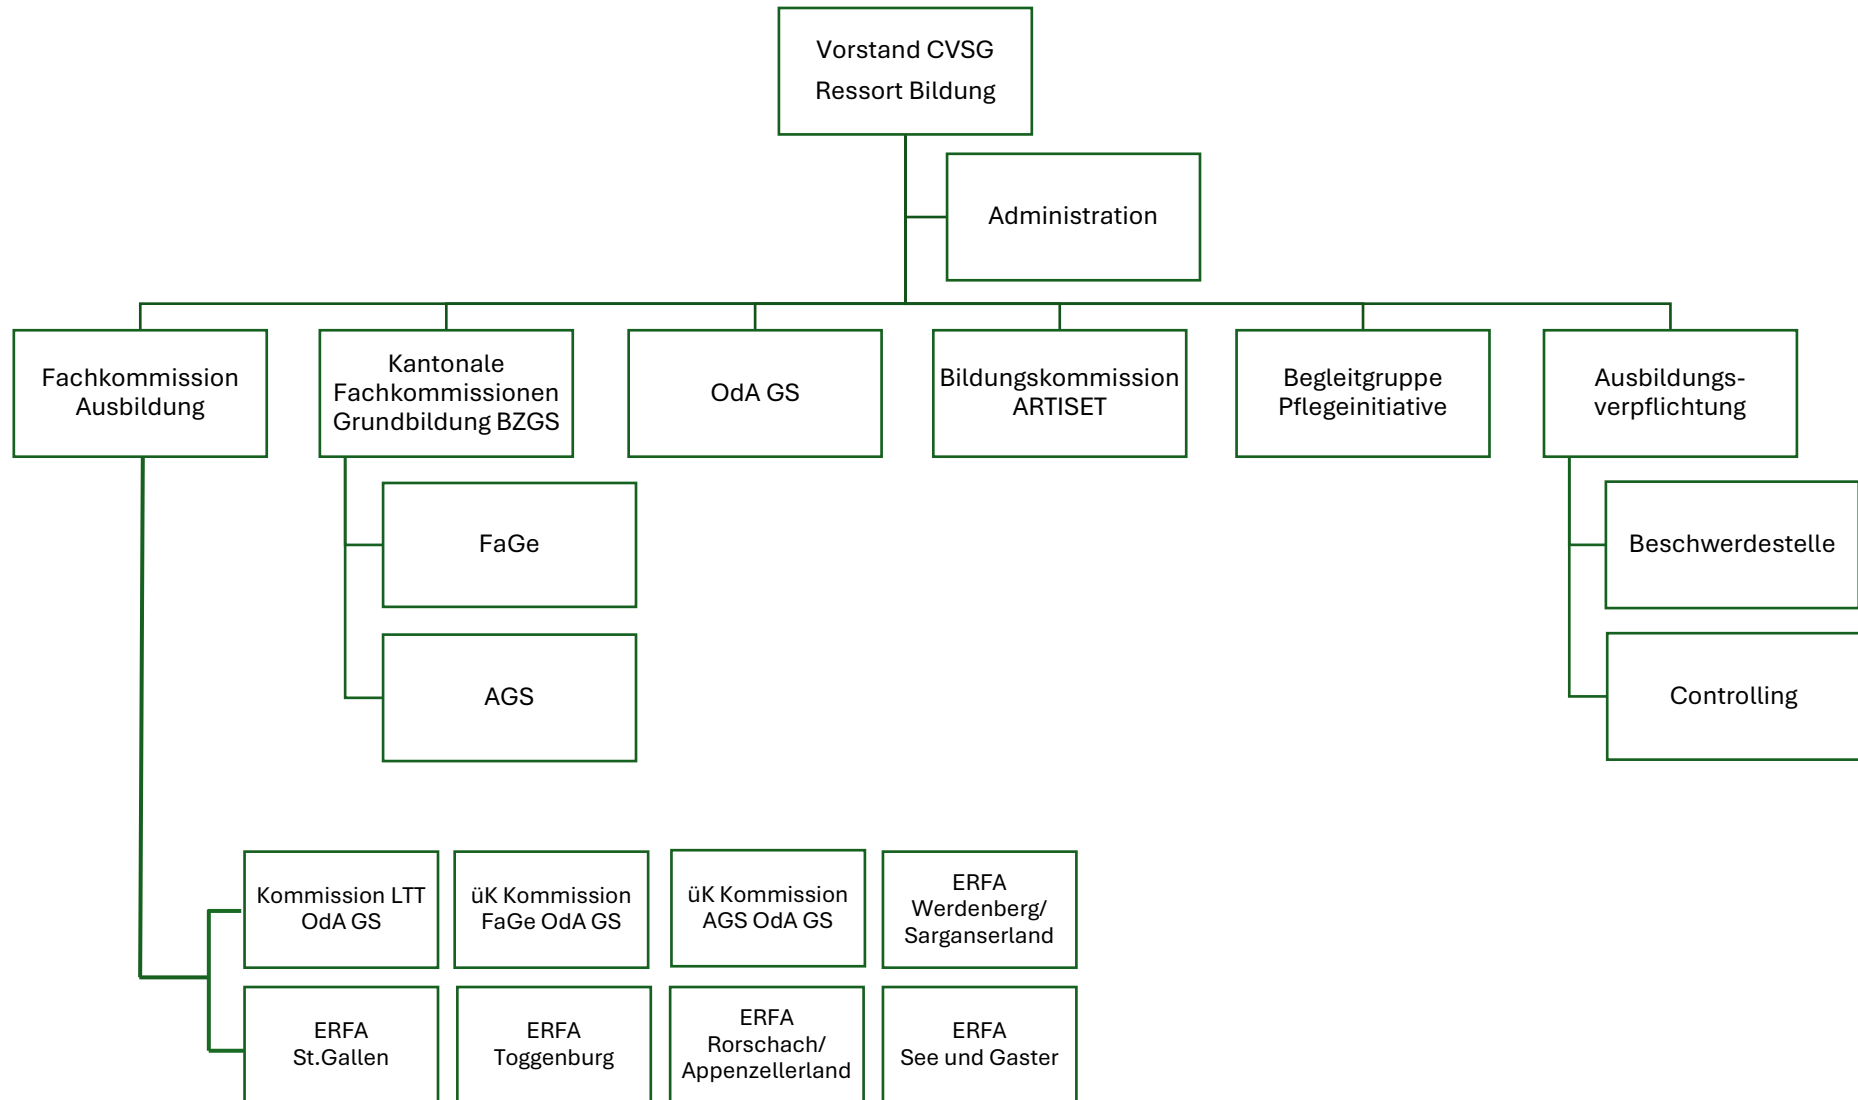 Vorstand CVSG
Ressort Bildung
Administration
Fachkommission
Ausbildung
Kantonale
Fachkommissionen
Grundbildung BZGS
OdA GS
Bildungskommission
ARTISET
Begleitgruppe
Pflegeinitiative
Ausbildungs-
verpflichtung
FaGe
Beschwerdestelle
AGS
Controlling
Kommission LTT
OdA GS
üK Kommission
FaGe OdA GS
üK Kommission
AGS OdA GS
ERFA
Werdenberg/
Sarganserland
ERFA
St.Gallen
ERFA
Toggenburg
ERFA
Rorschach/
Appenzellerland
ERFA
See und Gaster